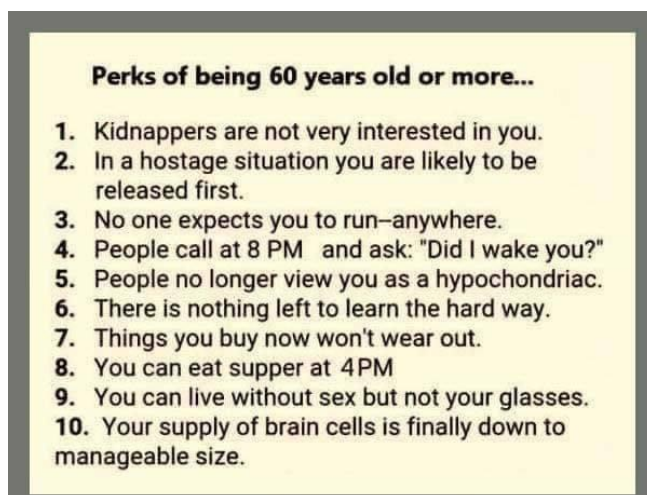 Perks of being 60 years old or more...
1. Kidnappers are not very interested in you.
2. In a hostage situation you are likely to be
released first.
3. No one expects you to run–anywhere.
4. People call at 8 PM and ask: "Did I wake you?"
5. People no longer view you as a hypochondriac.
6. There is nothing left to learn the hard way.
7. Things you buy now won't wear out.
8. You can eat supper at 4PM
9. You can live without sex but not your glasses.
10. Your supply of brain cells is finally down to
manageable size.